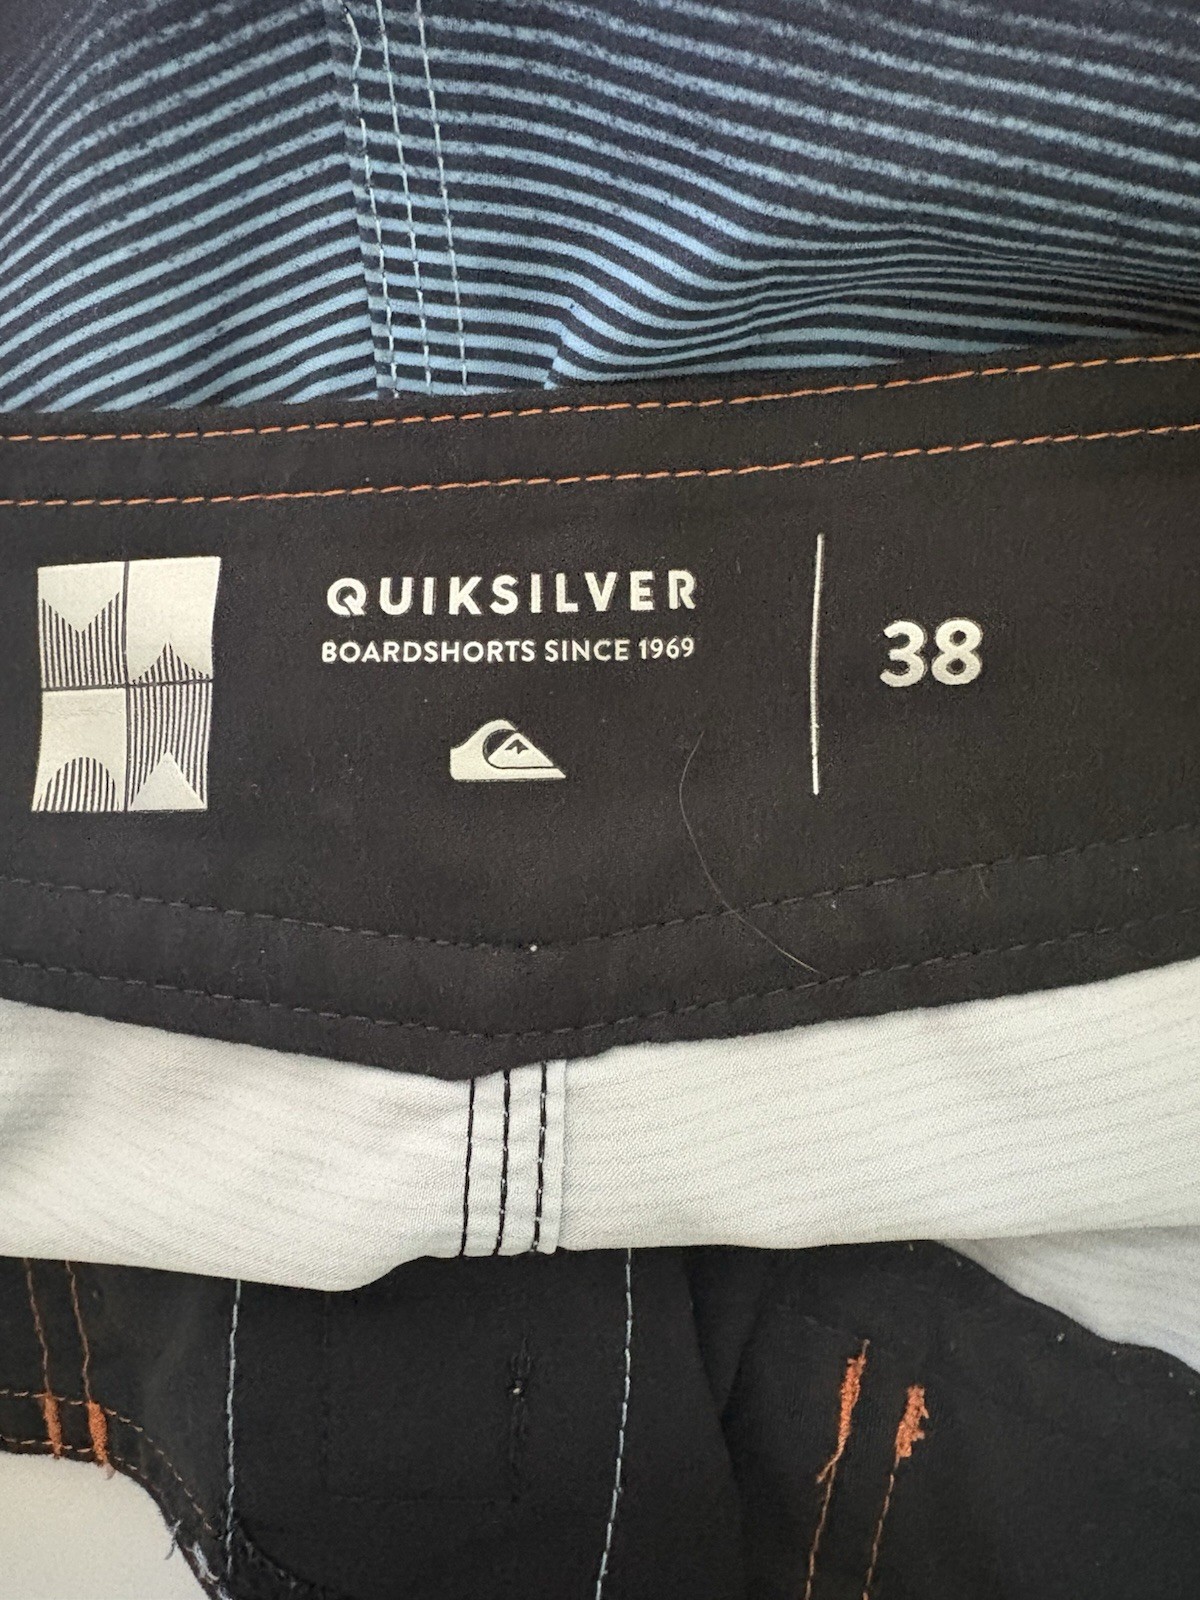 QUIKSILVER
BOARDSHORTS SINCE 1969
38